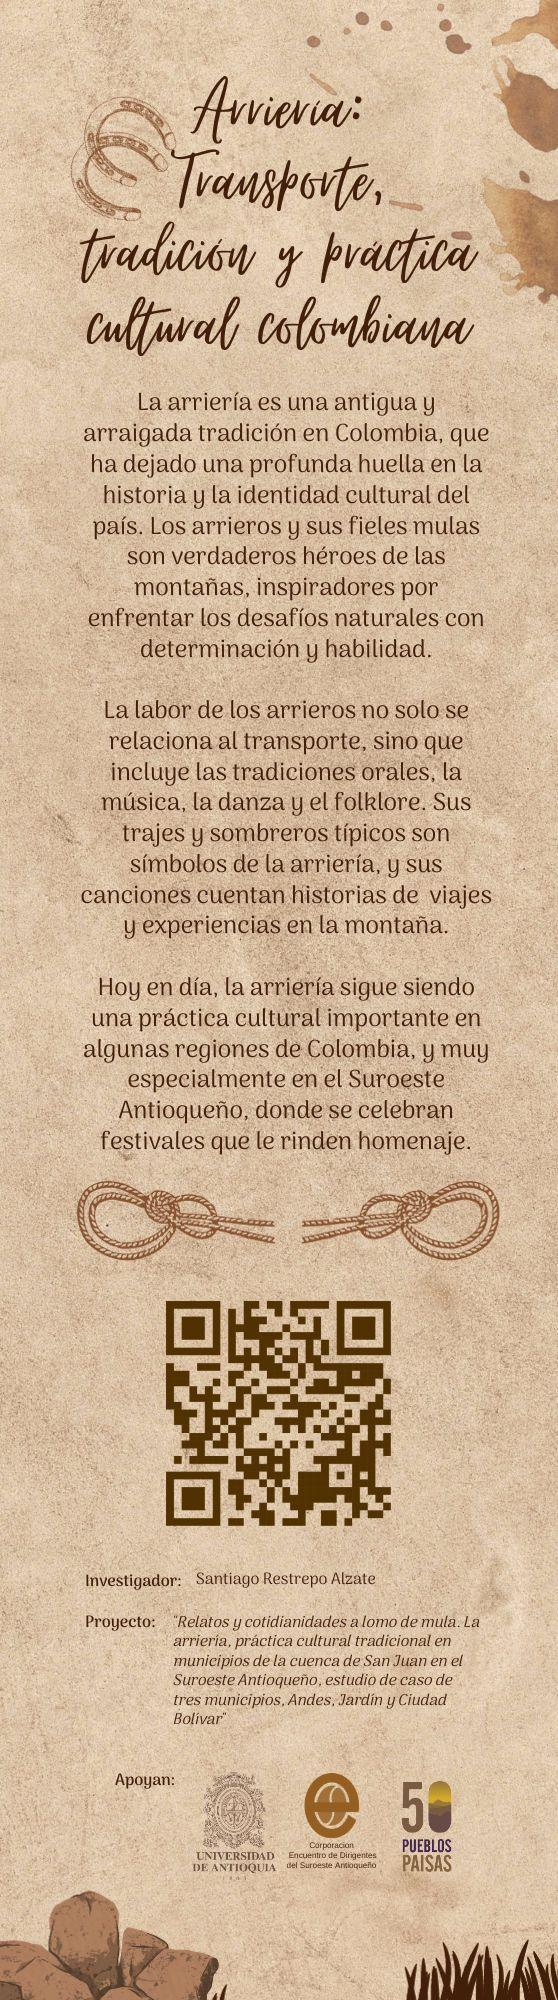 Arriería:
Transporte,
tradición y práctica
cultural colombiana
La arriería es una antigua y
arraigada tradición en Colombia, que
ha dejado una profunda huella en la
historia y la identidad cultural del
país. Los arrieros y sus fieles mulas
son verdaderos héroes de las
montañas, inspiradores por
enfrentar los desafíos naturales con
determinación y habilidad.
La labor de los arrieros no solo se
relaciona al transporte, sino que
incluye las tradiciones orales, la
música, la danza y el folklore. Sus
trajes y sombreros típicos son
símbolos de la arriería, y sus
canciones cuentan historias de viajes
y experiencias en la montaña.
Hoy en día, la arriería sigue siendo
una práctica cultural importante en
algunas regiones de Colombia, y muy
especialmente en el Suroeste
Antioqueño, donde se celebran
festivales que le rinden homenaje.
Investigador: Santiago Restrepo Alzate
Proyecto: "Relatos y cotidianidades a lomo de mula. La
arriería, práctica cultural tradicional en
municipios de la cuenca de San Juan en el
Suroeste Antioqueño, estudio de caso de
tres municipios, Andes, Jardín y Ciudad
Bolívar"
Apoyan:
UNIVERSIDAD
DE ANTIOQUIA
1 8 0 3
Corporacion
Encuentro de Dirigentes
del Suroeste Antioqueño
50
PUEBLOS
PAISAS